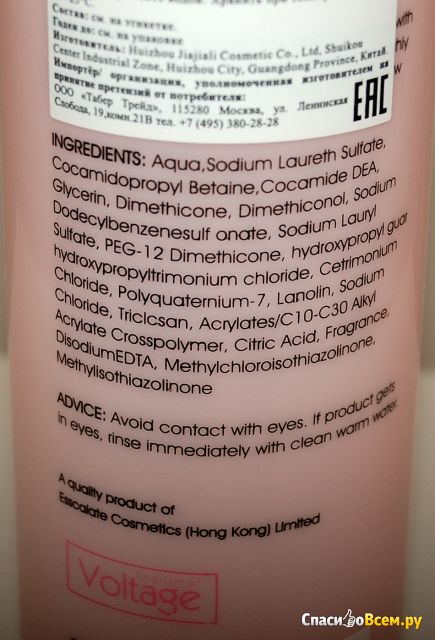 Состав: см. на этикетке.
Годен до: см. на упаковке
Изготовитель: Huizhou Jiajiali Cosmetic Co., Ltd, Shuikou
Center Industrial Zone, Huizhou City, Guangdong Province, Китай.
Импортёр/ организация, уполномоченная изготовителем на
принятие претензий от потребителя:
ООО «Табер Трейд», 115280 Москва, ул. Ленинская
Слобода, 19,комн.21В тел. +7 (495) 380-28-28
EAC
with
INGREDIENTS: Aqua,Sodium Laureth Sulfate,
Cocamidopropyl Betaine,Cocamide DEA,
Glycerin, Dimethicone, Dimethiconol, Sodium
Dodecylbenzenesulf onate, Sodium Lauryl
Sulfate, PEG-12 Dimethicone, hydroxypropyl guar
hydroxypropyltrimonium chloride, Cetrimonium
Chloride, Polyquaternium-7, Lanolin, Sodium
Chloride, Triclcsan, Acrylates/C10-C30 Alkyl
Acrylate Crosspolymer, Citric Acid, Fragrance,
DisodiumEDTA, Methylchloroisothiazolinone,
Methylisothiazolinone
ADVICE: Avoid contact with eyes. If product gets
in eyes, rinse immediately with clean warm water.
A quality product of
Esscalate Cosmetics (Hong Kong) Limited
kharisma
Voltage
СпасибоВсем.ру